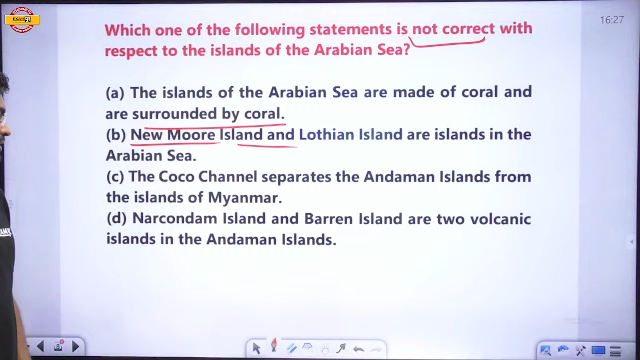 16:27
Which one of the following statements is not correct with
respect to the islands of the Arabian Sea?
(a) The islands of the Arabian Sea are made of coral and
are surrounded by coral.
(b) New Moore Island and Lothian Island are islands in the
Arabian Sea.
(c) The Coco Channel separates the Andaman Islands from
the islands of Myanmar.
(d) Narcondam Island and Barren Island are two volcanic
islands in the Andaman Islands.